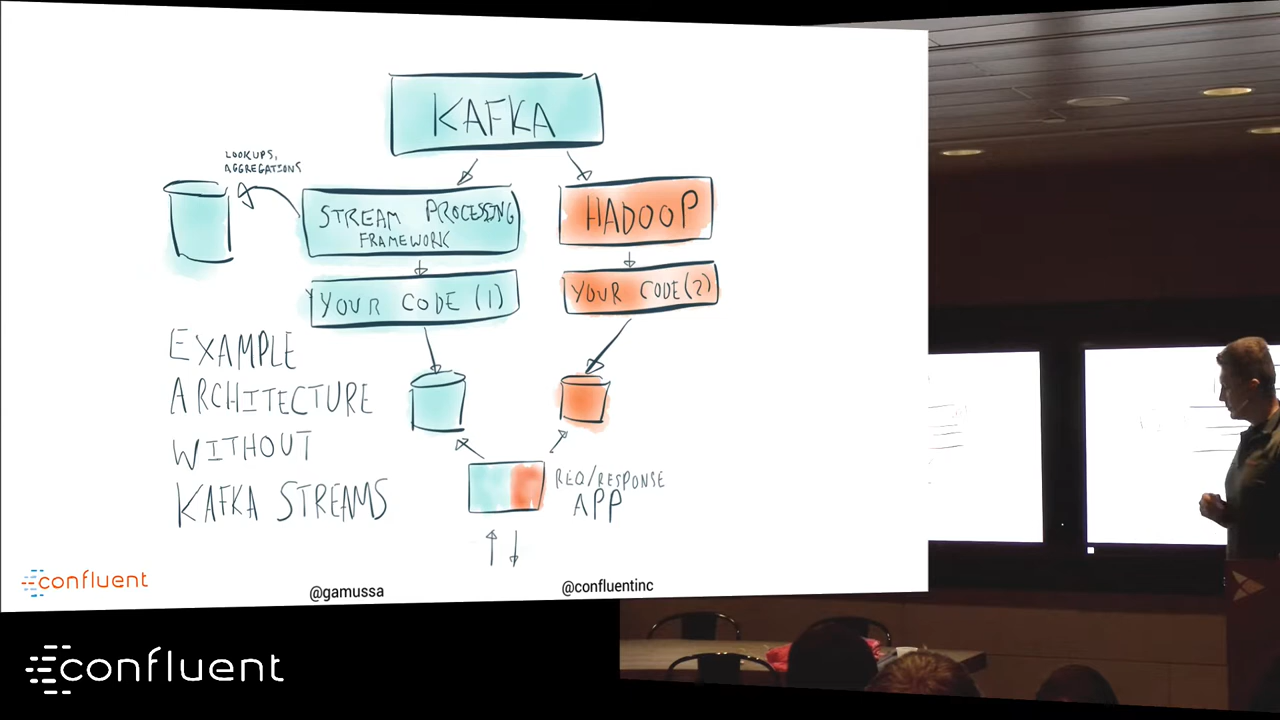 KAFKA
LOOKUPS,
AGGREGATIONS
STREAM PROCESSING
FRAMEWORK
HADOOP
YOUR CODE (1)
YOUR CODE (2)
EXAMPLE
ARCHITECTURE
WITHOUT
KAFKA STREAMS
REQ/RESPONSE
APP
confluent
@gamussa
@confluentinc
confluent